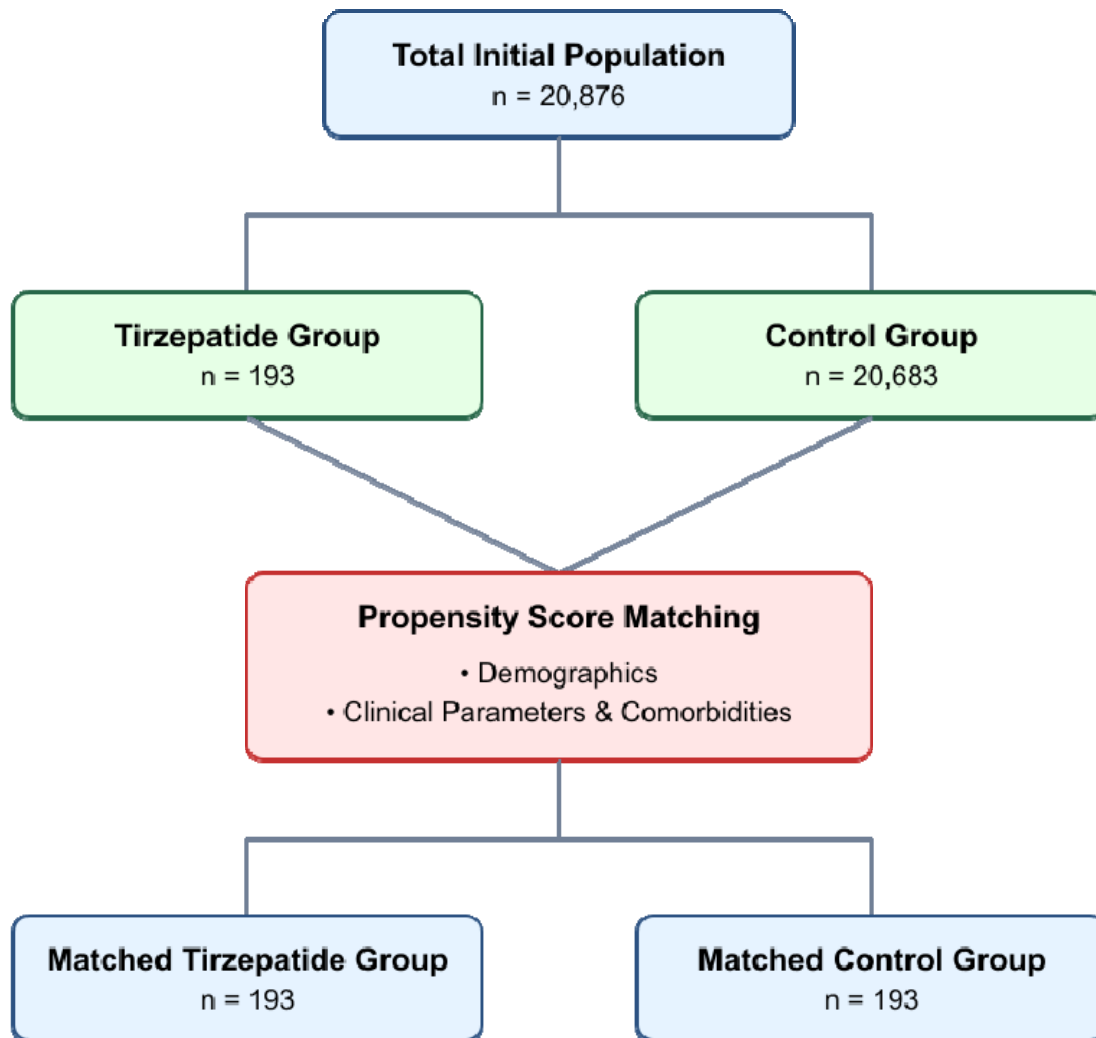 Total Initial Population
n = 20,876
Tirzepatide Group
n = 193
Control Group
n = 20,683
Propensity Score Matching
• Demographics
• Clinical Parameters & Comorbidities
Matched Tirzepatide Group
n = 193
Matched Control Group
n = 193